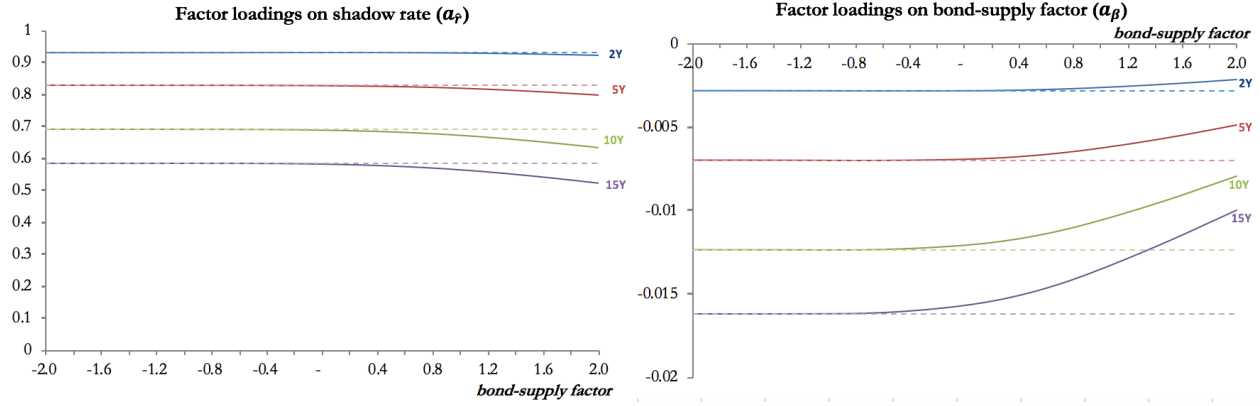 Factor loadings on shadow rate (a_r̂)
1
0.9
0.8
0.7
0.6
0.5
0.4
0.3
0.2
0.1
0
2Y
5Y
10Y
15Y
-2.0 -1.6 -1.2 -0.8 -0.4 - 0.4 0.8 1.2 1.6 2.0
bond-supply factor
Factor loadings on bond-supply factor (a_β)
bond-supply factor
0
-0.005
-0.01
-0.015
-0.02
-2.0 -1.6 -1.2 -0.8 -0.4 - 0.4 0.8 1.2 1.6 2.0
2Y
5Y
10Y
15Y